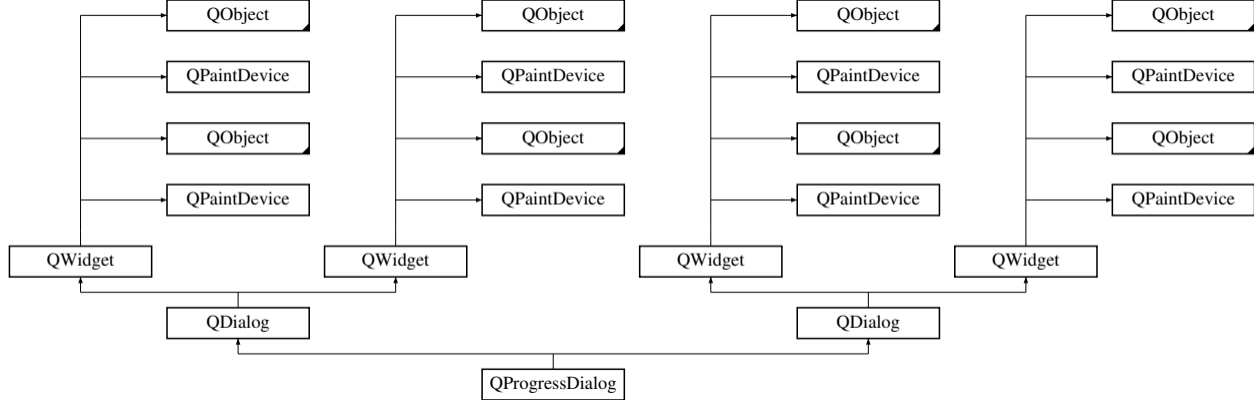 QObject QObject QObject QObject
QPaintDevice QPaintDevice QPaintDevice QPaintDevice
QObject QObject QObject QObject
QPaintDevice QPaintDevice QPaintDevice QPaintDevice
QWidget QWidget QWidget QWidget
QDialog QDialog
QProgressDialog